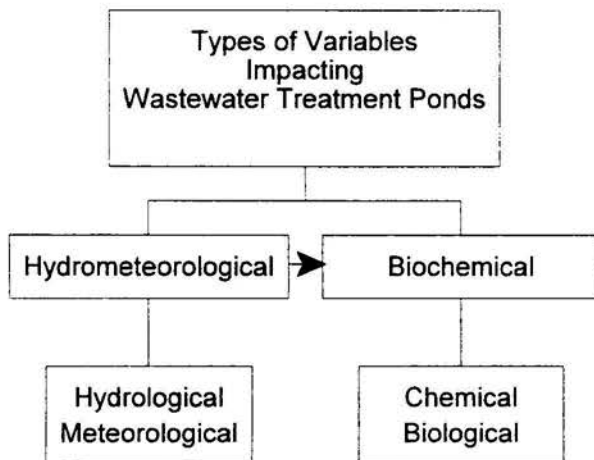 Types of Variables
Impacting
Wastewater Treatment Ponds
Hydrometeorological
Biochemical
Hydrological
Meteorological
Chemical
Biological